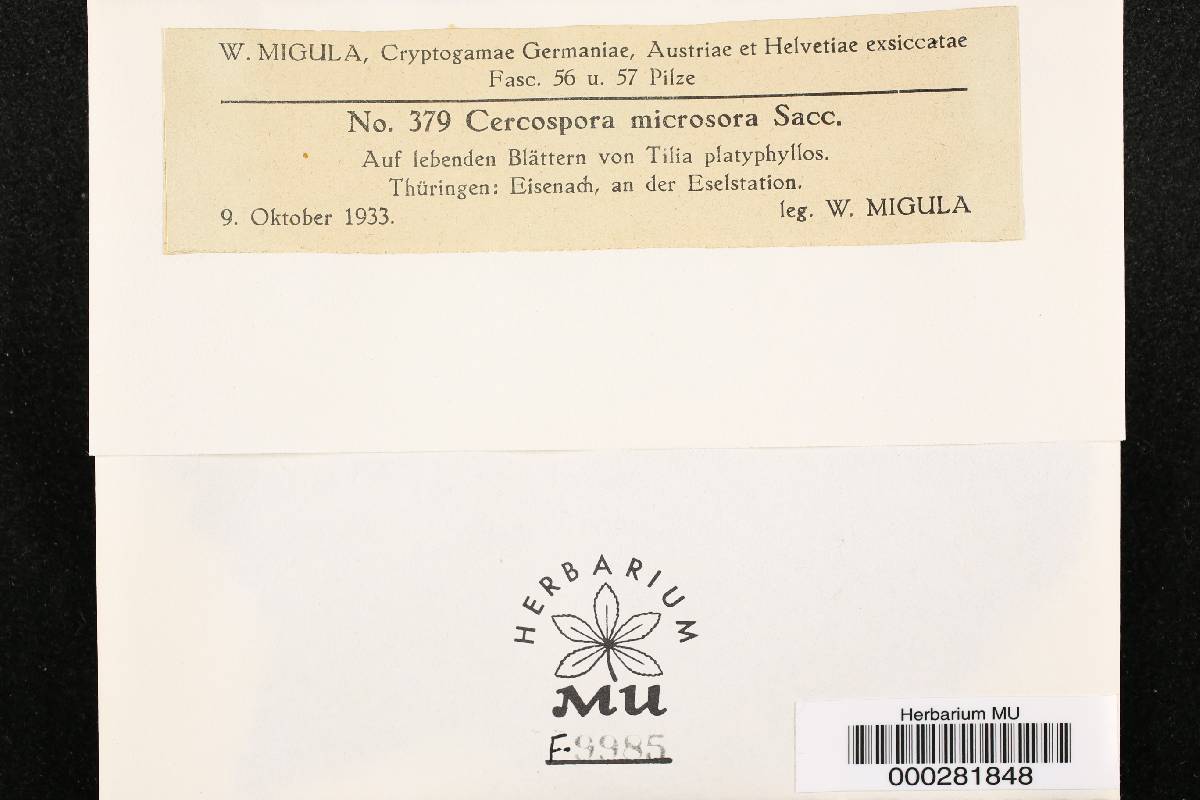 W. MIGULA, Cryptogamae Germaniae, Austriae et Helvetiae exsiccatae
Fasc. 56 u. 57 Pilze
No. 379 Cercospora microsora Sacc.
Auf lebenden Blättern von Tilia platyphyllos.
Thüringen: Eisenach, an der Eselstation.
9. Oktober 1933. leg. W. MIGULA
HERBARIUM
MU
F-9985
Herbarium MU
000281848